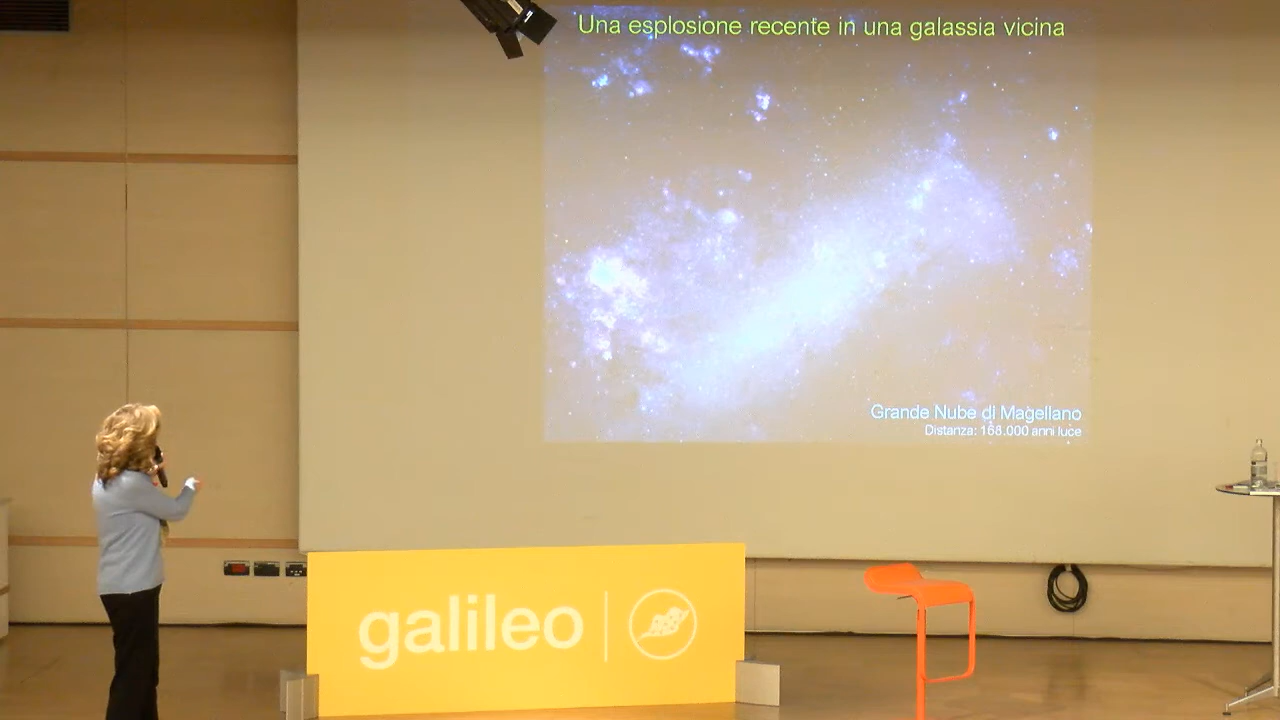 Una esplosione recente in una galassia vicina
Grande Nube di Magellano
Distanza: 168.000 anni luce
galileo